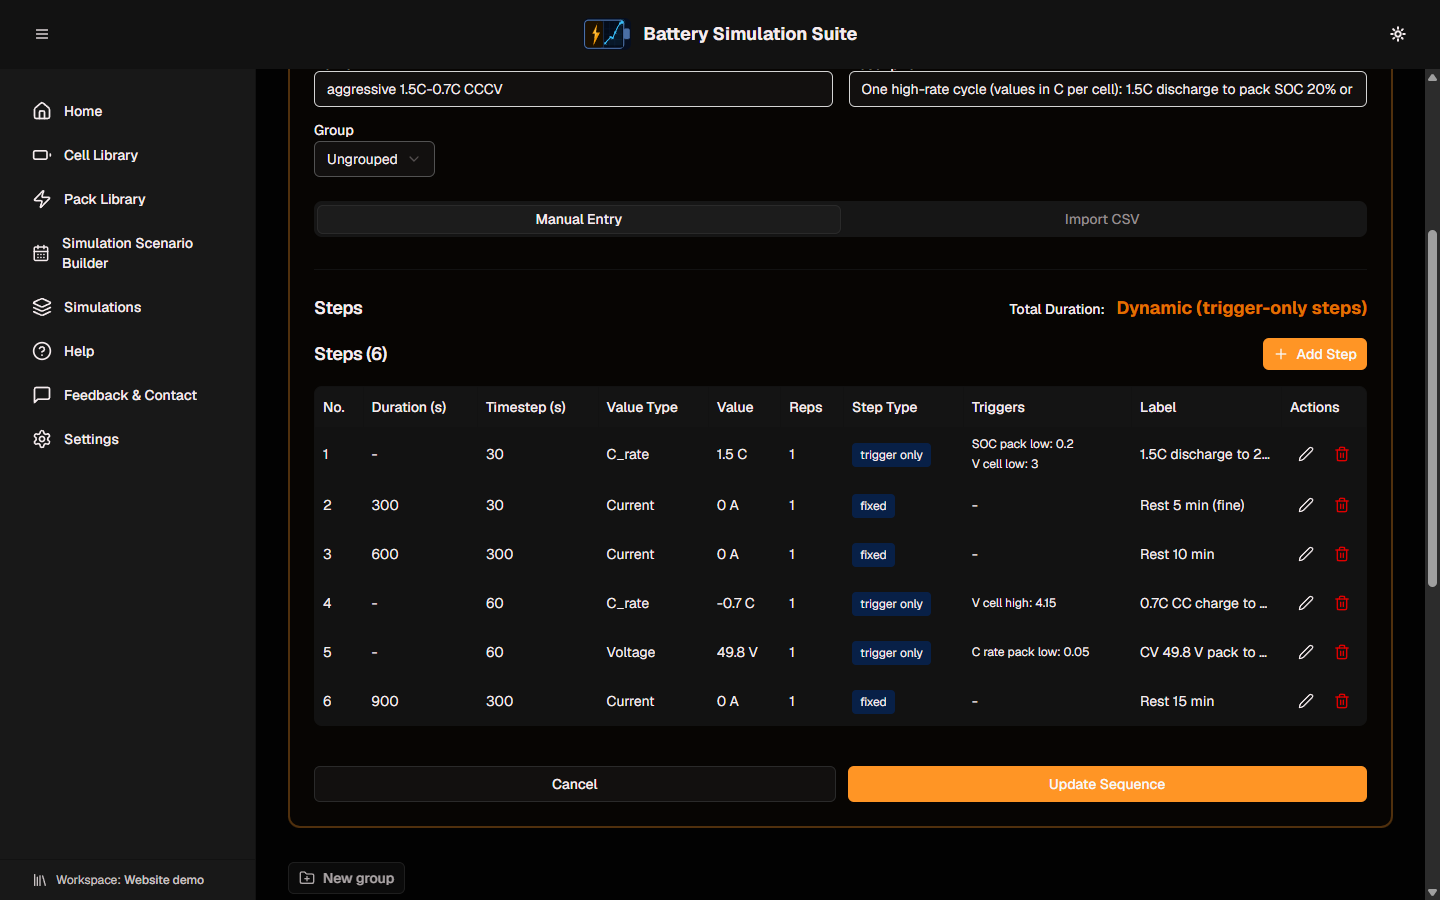 Battery Simulation Suite
Home
Cell Library
Pack Library
Simulation Scenario
Builder
Simulations
Help
Feedback & Contact
Settings
Workspace: Website demo
aggressive 1.5C-0.7C CCCV
One high-rate cycle (values in C per cell): 1.5C discharge to pack SOC 20% or
Group
Ungrouped
Manual Entry
Import CSV
Steps
Total Duration: Dynamic (trigger-only steps)
Steps (6)
Add Step
No. Duration (s) Timestep (s) Value Type Value Reps Step Type Triggers Label Actions
1 - 30 C_rate 1.5 C 1 trigger only SOC pack low: 0.2 V cell low: 3 1.5C discharge to 2...
2 300 30 Current 0 A 1 fixed - Rest 5 min (fine)
3 600 300 Current 0 A 1 fixed - Rest 10 min
4 - 60 C_rate -0.7 C 1 trigger only V cell high: 4.15 0.7C CC charge to ...
5 - 60 Voltage 49.8 V 1 trigger only C rate pack low: 0.05 CV 49.8 V pack to ...
6 900 300 Current 0 A 1 fixed - Rest 15 min
Cancel
Update Sequence
New group